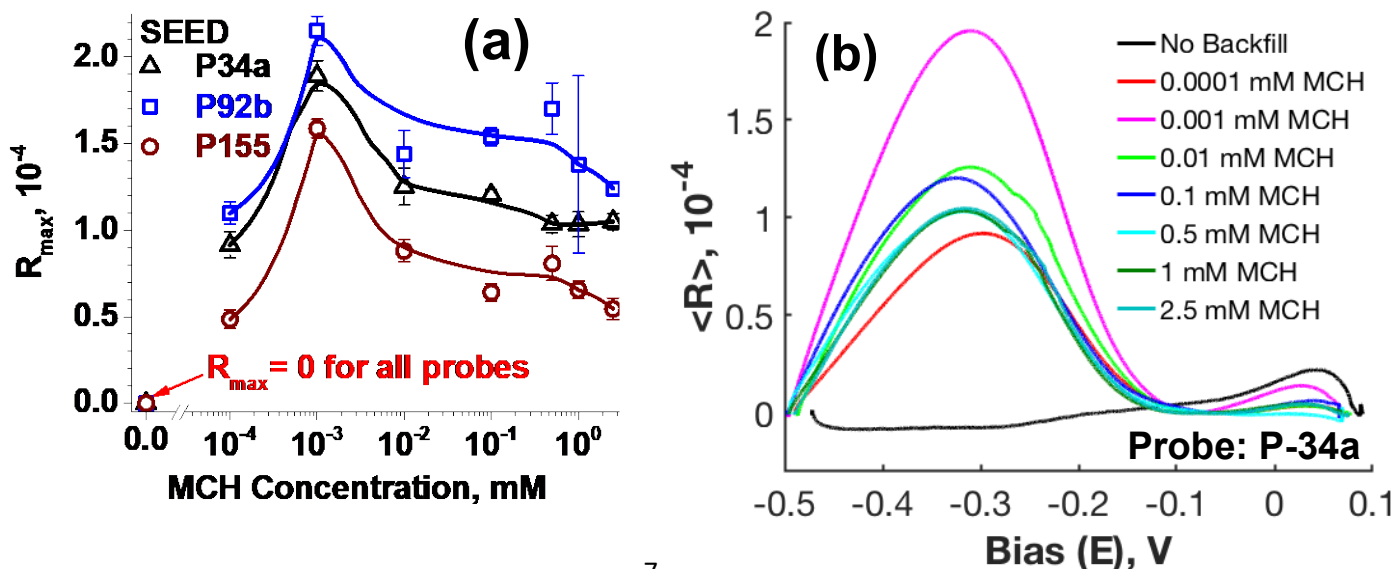 (a)
SEED
P34a
P92b
P155
2.0
1.5
1.0
0.5
0.0
R_max, 10^-4
R_max = 0 for all probes
0.0 10^-4 10^-3 10^-2 10^-1 10^0
MCH Concentration, mM
(b)
No Backfill
0.0001 mM MCH
0.001 mM MCH
0.01 mM MCH
0.1 mM MCH
0.5 mM MCH
1 mM MCH
2.5 mM MCH
2
1.5
1
0.5
0
<R>, 10^-4
Probe: P-34a
-0.5 -0.4 -0.3 -0.2 -0.1 0 0.1
Bias (E), V